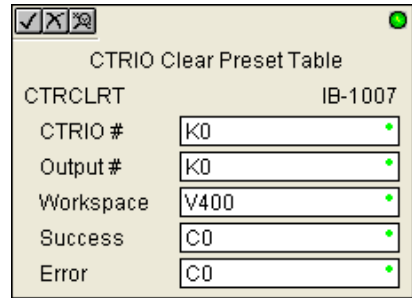 CTRIO Clear Preset Table
CTRCLRT IB-1007
CTRIO # K0
Output # K0
Workspace V400
Success C0
Error C0